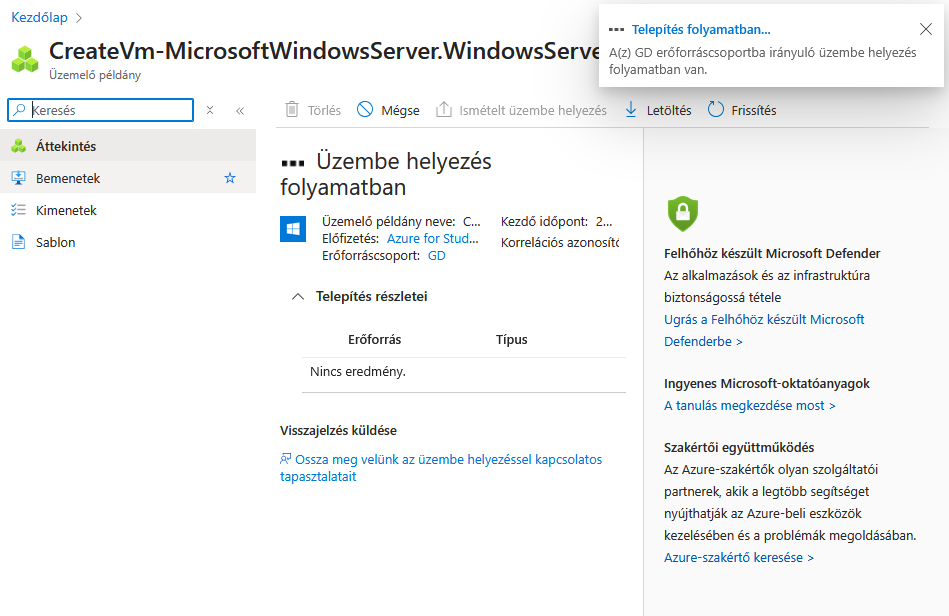 Kezdőlap
CreateVm-MicrosoftWindowsServer.WindowsServe
Üzemelő példány
Telepítés folyamatban...
A(z) GD erőforráscsoportba irányuló üzembe helyezés
folyamatban van.
Keresés
Törlés Mégse Ismételt üzembe helyezés Letöltés Frissítés
Áttekintés
Bemenetek
Kimenetek
Sablon
Üzembe helyezés
folyamatban
Üzemelő példány neve: C... Kezdő időpont: 2...
Előfizetés: Azure for Stud... Korrelációs azonosító
Erőforráscsoport: GD
Telepítés részletei
Erőforrás Típus
Nincs eredmény.
Visszajelzés küldése
Ossza meg velünk az üzembe helyezéssel kapcsolatos
tapasztalatait
Felhőhöz készült Microsoft Defender
Az alkalmazások és az infrastruktúra
biztonságossá tétele
Ugrás a Felhőhöz készült Microsoft
Defenderbe >
Ingyenes Microsoft-oktatóanyagok
A tanulás megkezdése most >
Szakértői együttműködés
Az Azure-szakértők olyan szolgáltatói
partnerek, akik a legtöbb segítséget
nyújthatják az Azure-beli eszközök
kezelésében és a problémák megoldásában.
Azure-szakértő keresése >